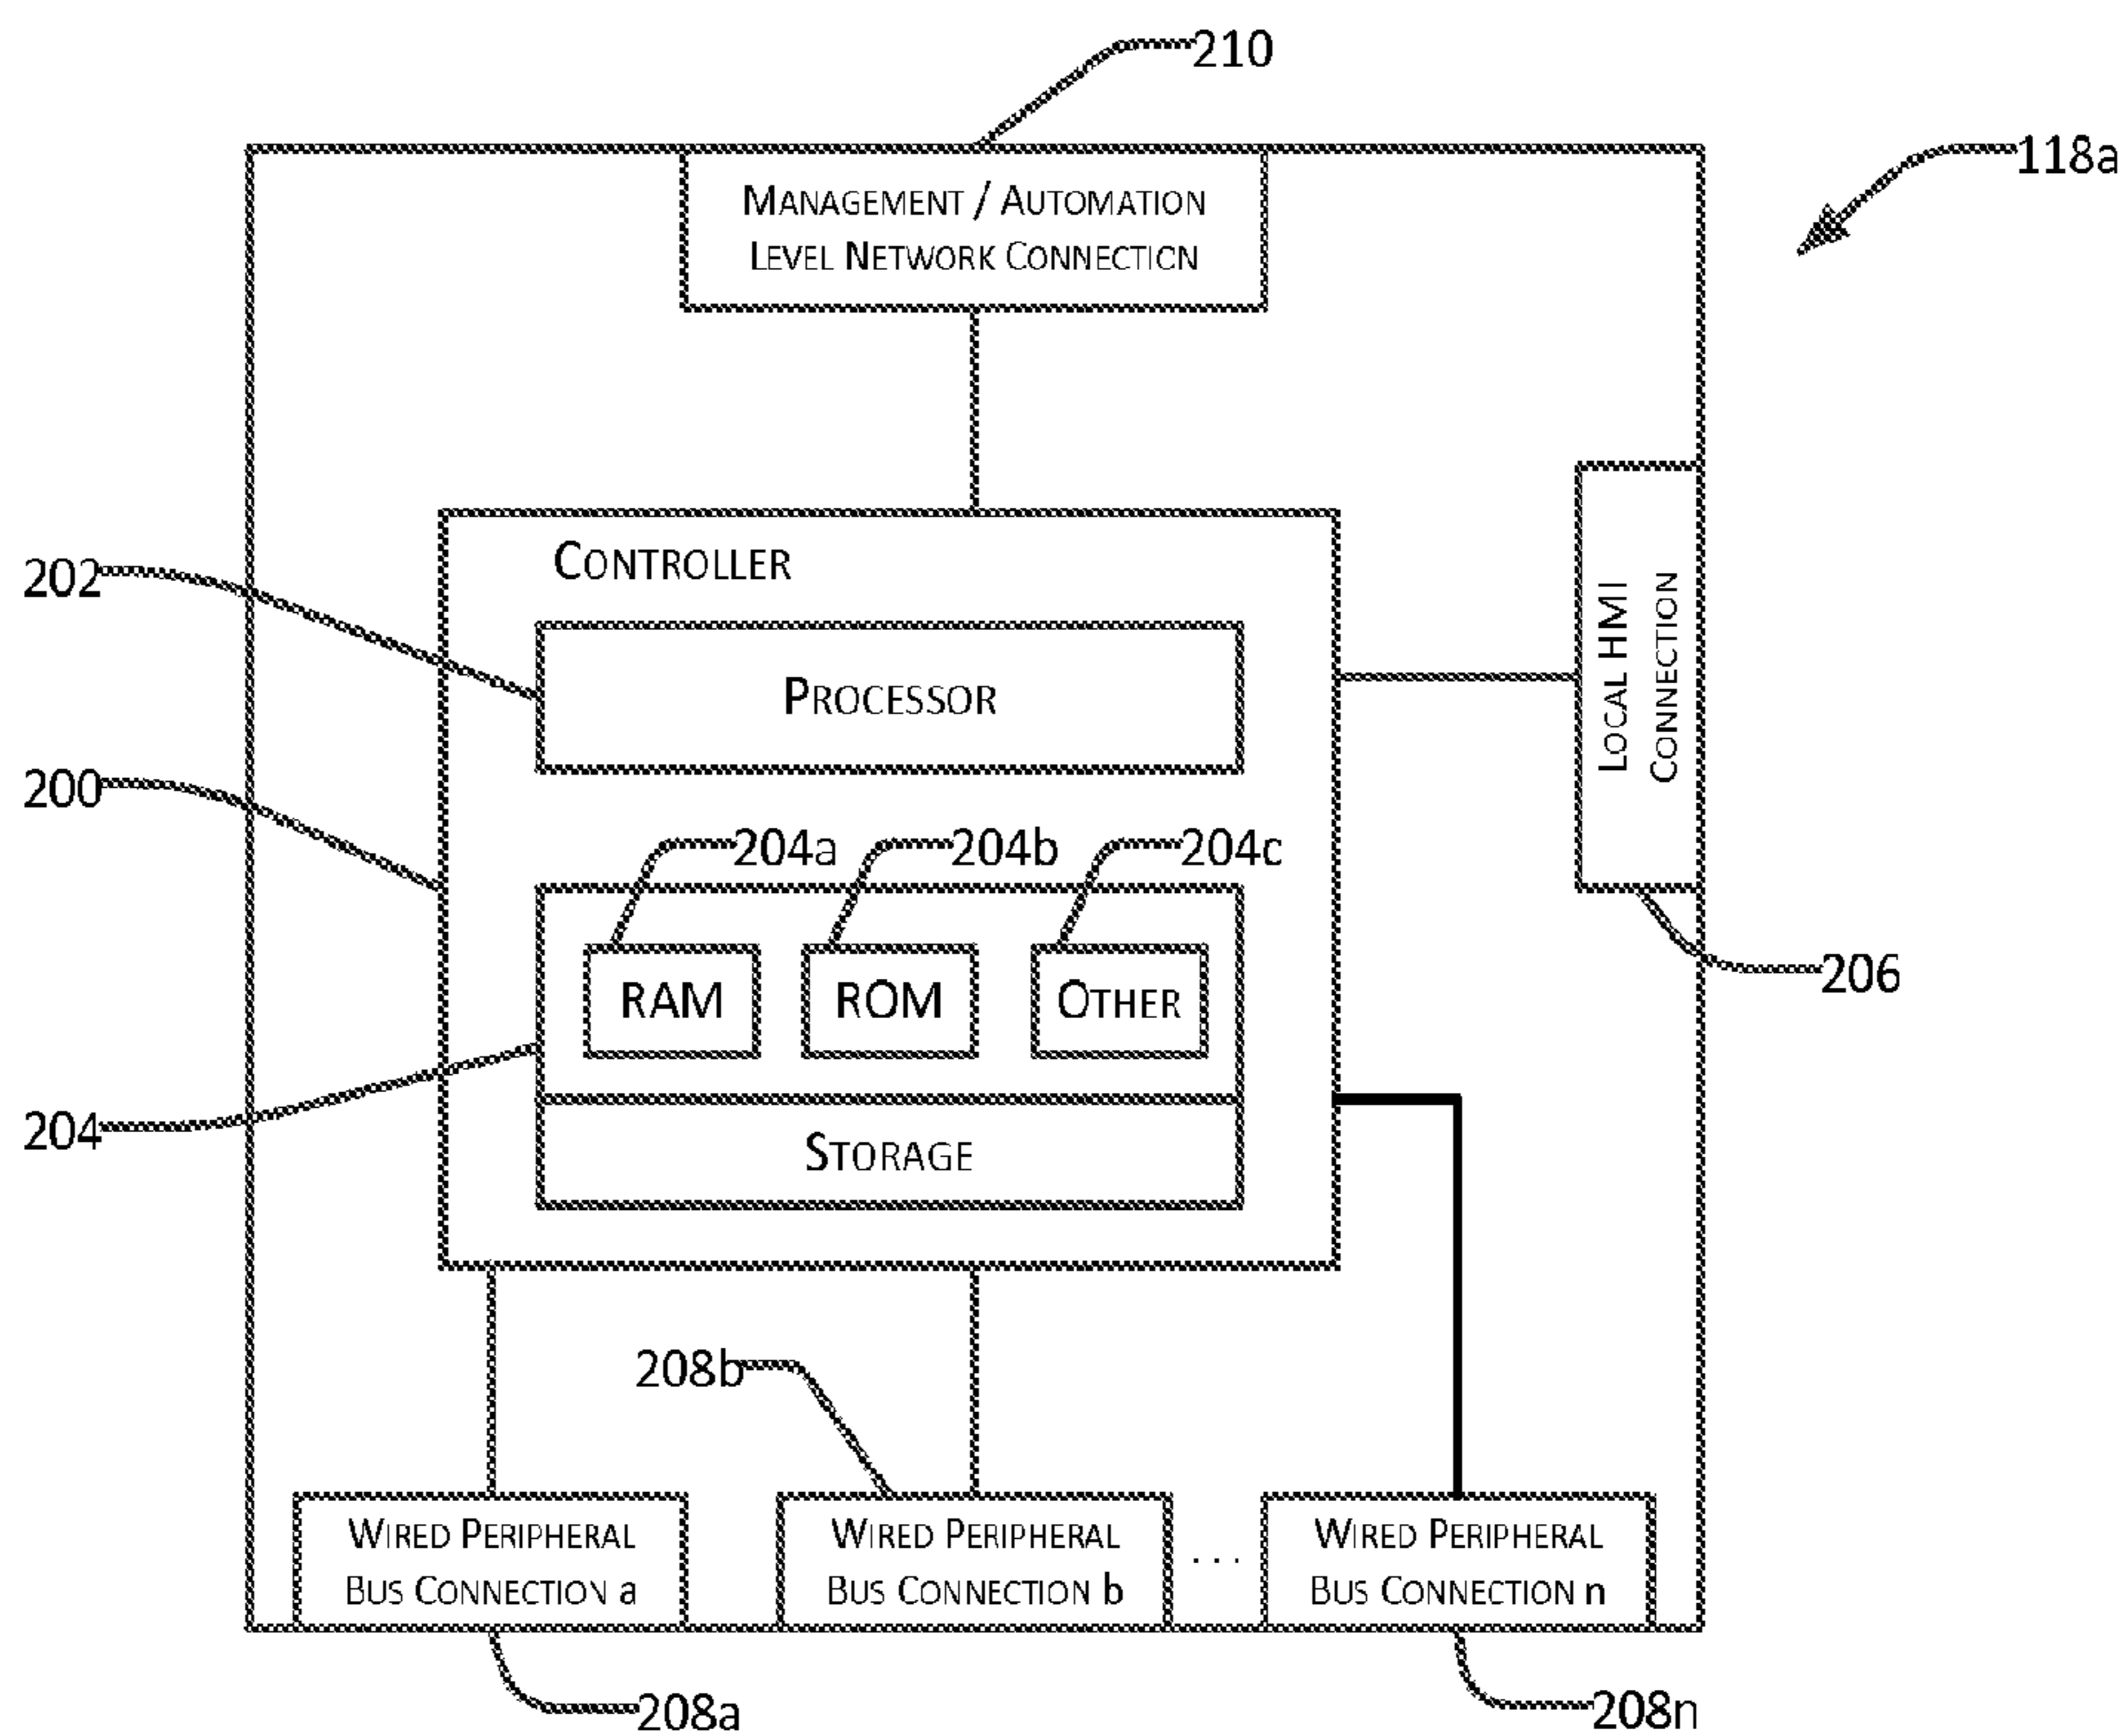 210
118a
MANAGEMENT / AUTOMATION
LEVEL NETWORK CONNECTION
CONTROLLER
202
PROCESSOR
LOCAL HMI
CONNECTION
200
204a
204b
204c
RAM
ROM
OTHER
206
204
STORAGE
208b
WIRED PERIPHERAL
BUS CONNECTION a
WIRED PERIPHERAL
BUS CONNECTION b
...
WIRED PERIPHERAL
BUS CONNECTION n
208a
208n